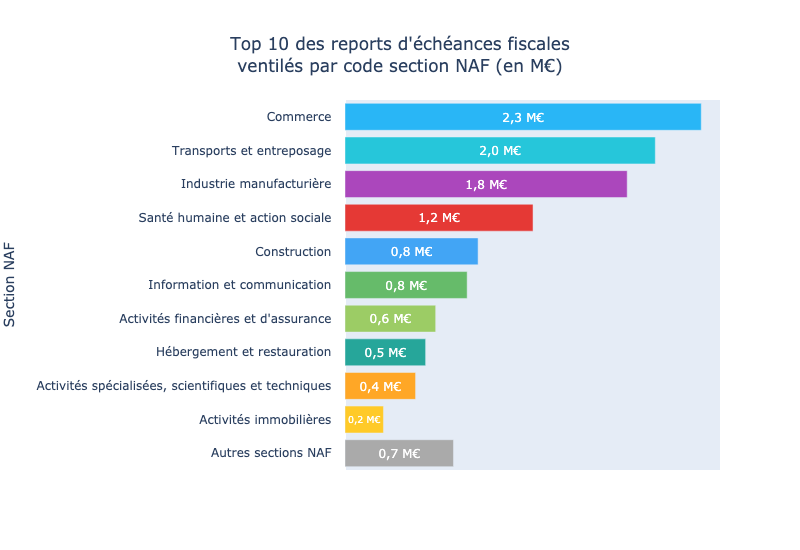 Top 10 des reports d'échéances fiscales
ventilés par code section NAF (en M€)
Section NAF
Commerce 2,3 M€
Transports et entreposage 2,0 M€
Industrie manufacturière 1,8 M€
Santé humaine et action sociale 1,2 M€
Construction 0,8 M€
Information et communication 0,8 M€
Activités financières et d'assurance 0,6 M€
Hébergement et restauration 0,5 M€
Activités spécialisées, scientifiques et techniques 0,4 M€
Activités immobilières 0,2 M€
Autres sections NAF 0,7 M€